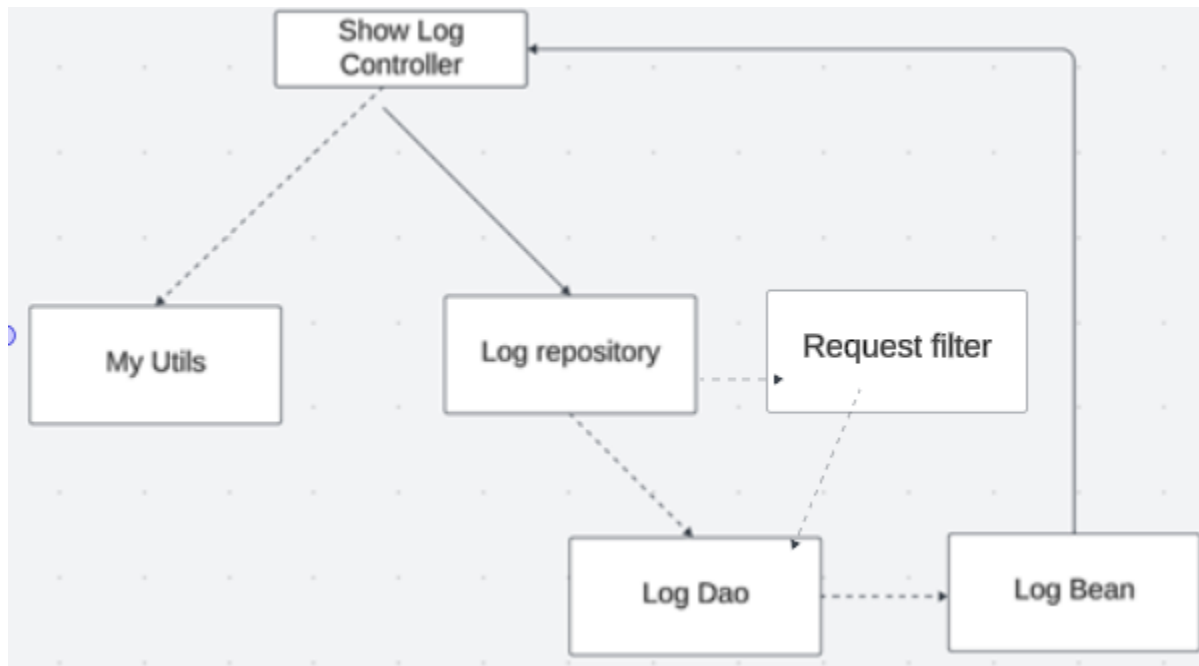 Show Log
Controller
My Utils
Log repository
Request filter
Log Dao
Log Bean